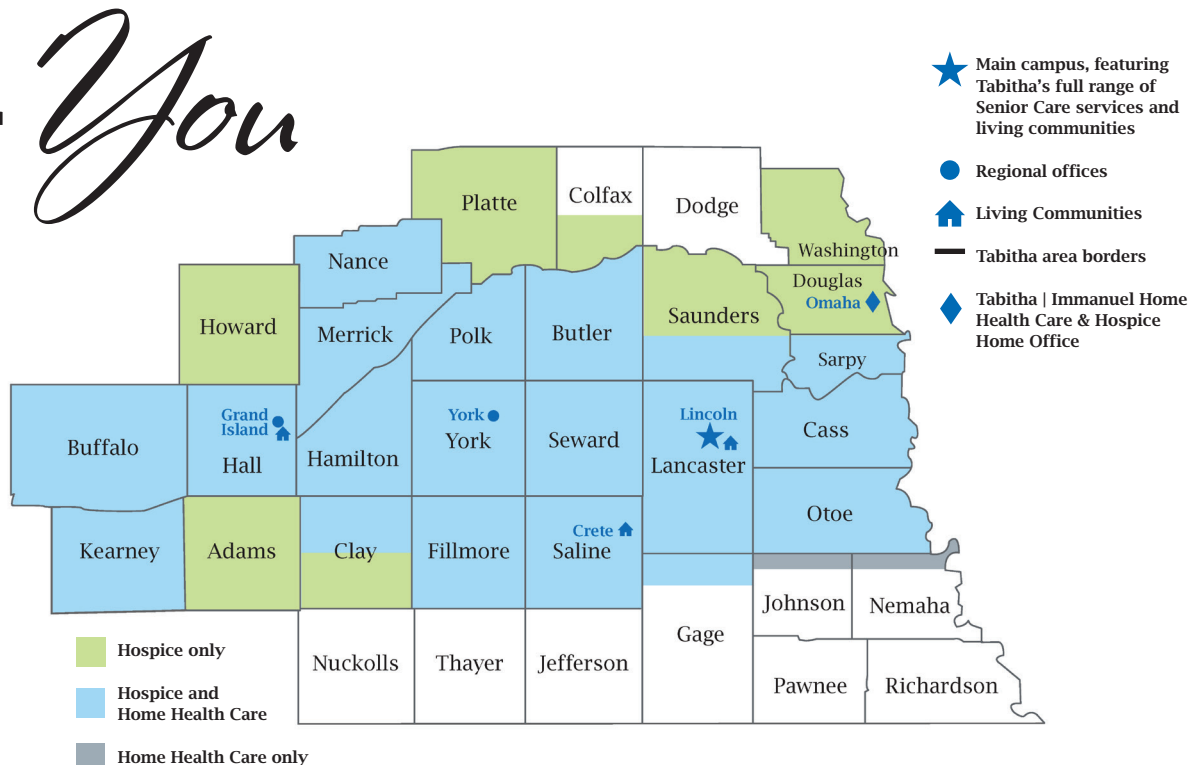 You
Main campus, featuring
Tabitha's full range of
Senior Care services and
living communities
Regional offices
Living Communities
Tabitha area borders
Tabitha | Immanuel Home
Health Care & Hospice
Home Office
Platte
Colfax
Dodge
Washington
Nance
Douglas
Omaha
Howard
Merrick
Polk
Butler
Saunders
Sarpy
Grand
Island
York
Lincoln
Buffalo
Hall
Hamilton
York
Seward
Lancaster
Cass
Otoe
Crete
Kearney
Adams
Clay
Fillmore
Saline
Johnson
Nemaha
Gage
Nuckolls
Thayer
Jefferson
Pawnee
Richardson
Hospice only
Hospice and
Home Health Care
Home Health Care only